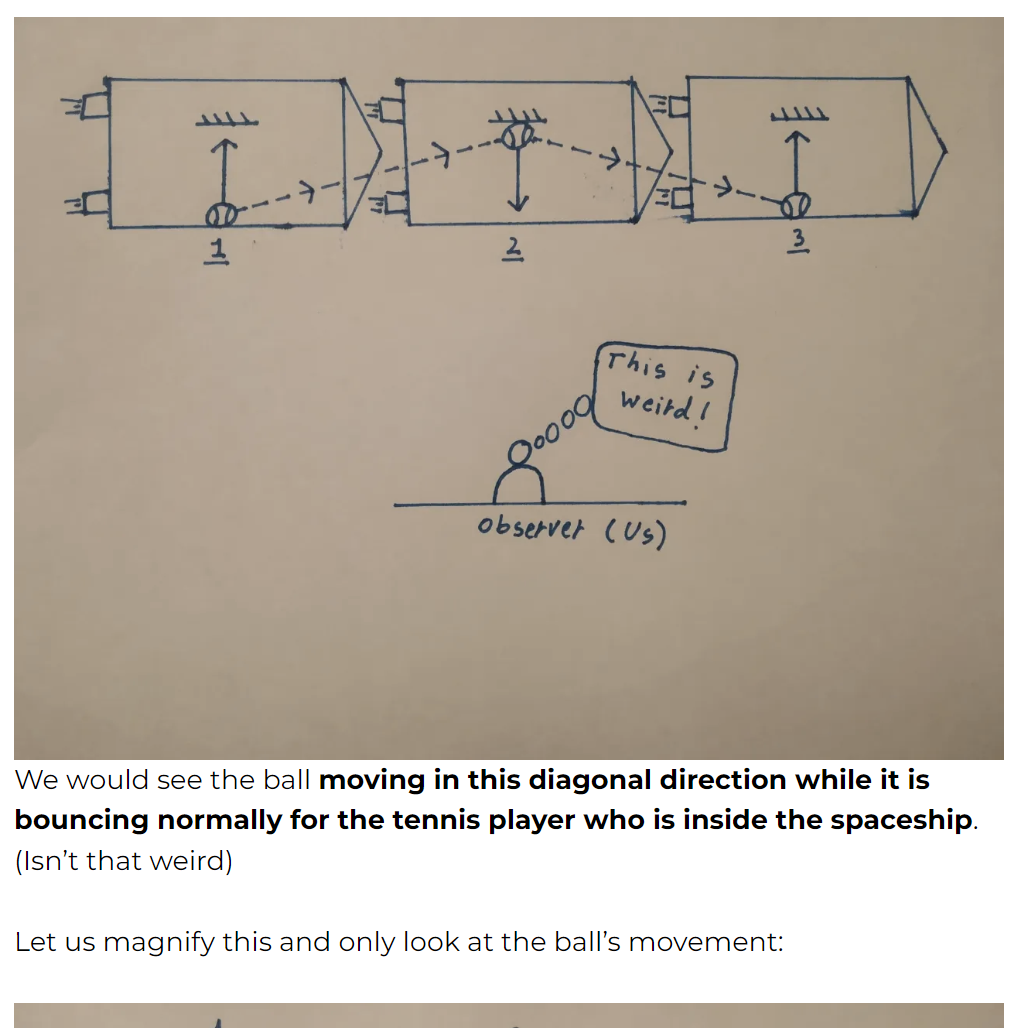 1
2
3
This is
weird!
observer (Us)
We would see the ball moving in this diagonal direction while it is
bouncing normally for the tennis player who is inside the spaceship.
(Isn’t that weird)
Let us magnify this and only look at the ball’s movement: